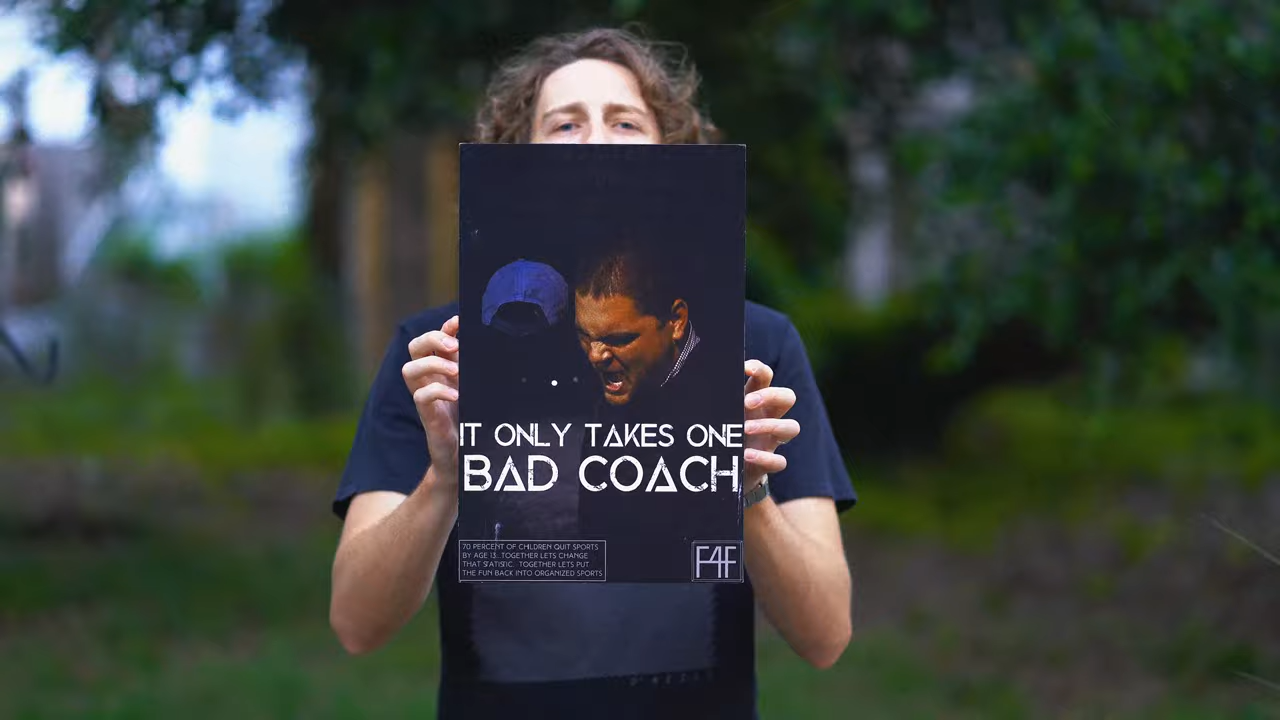 IT ONLY TAKES ONE
BAD COACH
70 PERCENT OF CHILDREN QUIT SPORTS
BY AGE 13. TOGETHER LETS CHANGE
THAT STATISTIC. TOGETHER LETS PUT
THE FUN BACK INTO ORGANIZED SPORTS
F4F